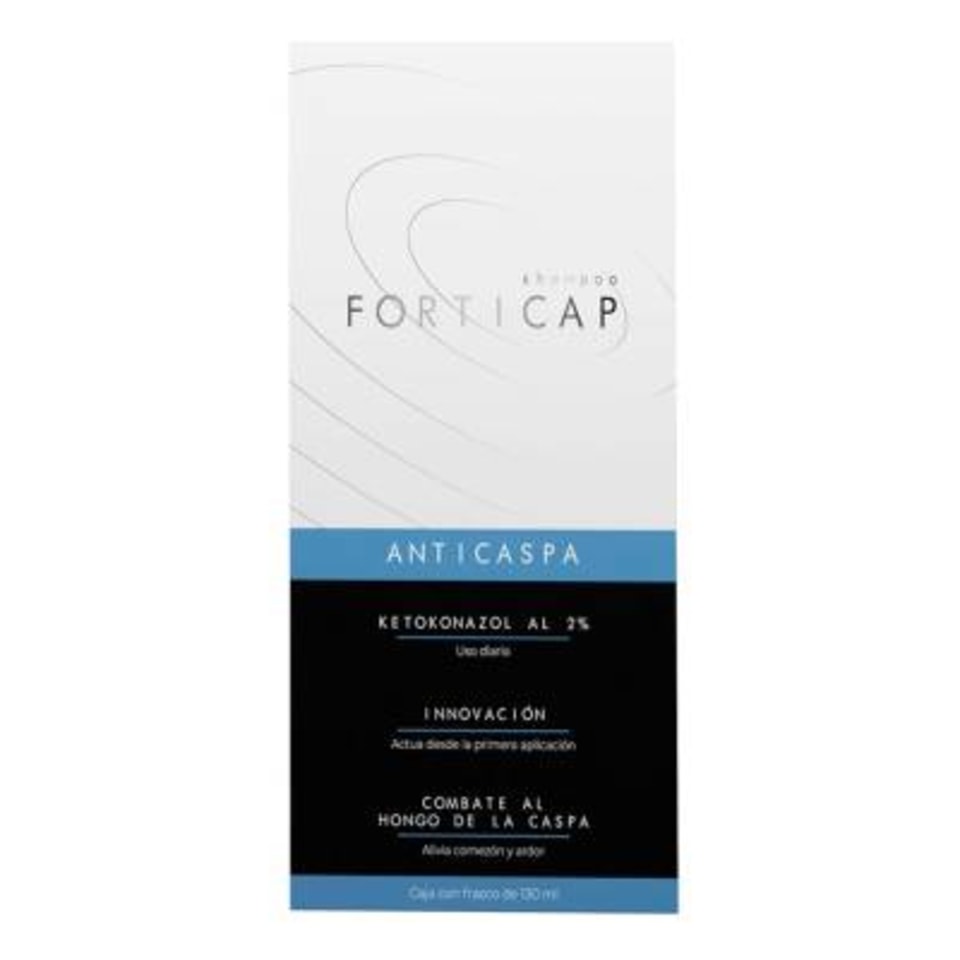 shampoo
FORTICAP
ANTICASPA
KETOKONAZOL AL 2%
Uso diario
INNOVACIÓN
Actua desde la primera aplicación
COMBATE AL
HONGO DE LA CASPA
Alivia comezón y ardor
Caja con frasco de 130 ml